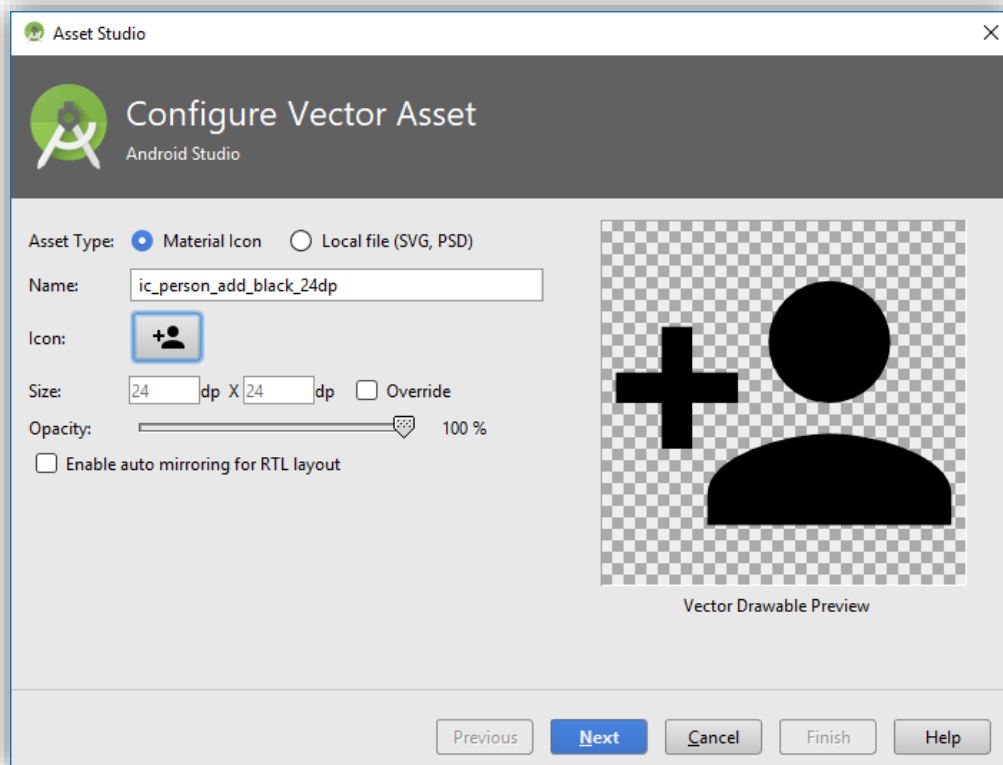 Asset Studio
Configure Vector Asset
Android Studio
Asset Type: Material Icon Local file (SVG, PSD)
Name: ic_person_add_black_24dp
Icon:
Size: 24 dp X 24 dp Override
Opacity: 100 %
Enable auto mirroring for RTL layout
Vector Drawable Preview
Previous Next Cancel Finish Help